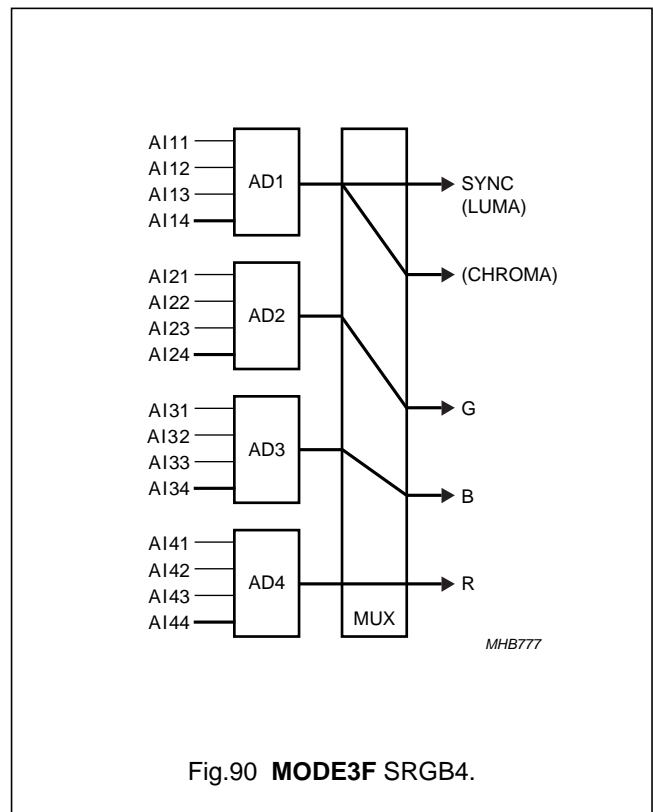 AI11
AI12
AI13
AI14
AD1
SYNC
(LUMA)
(CHROMA)
AI21
AI22
AI23
AI24
AD2
G
AI31
AI32
AI33
AI34
AD3
B
AI41
AI42
AI43
AI44
AD4
R
MUX
MHB777
Fig.90 MODE3F SRGB4.